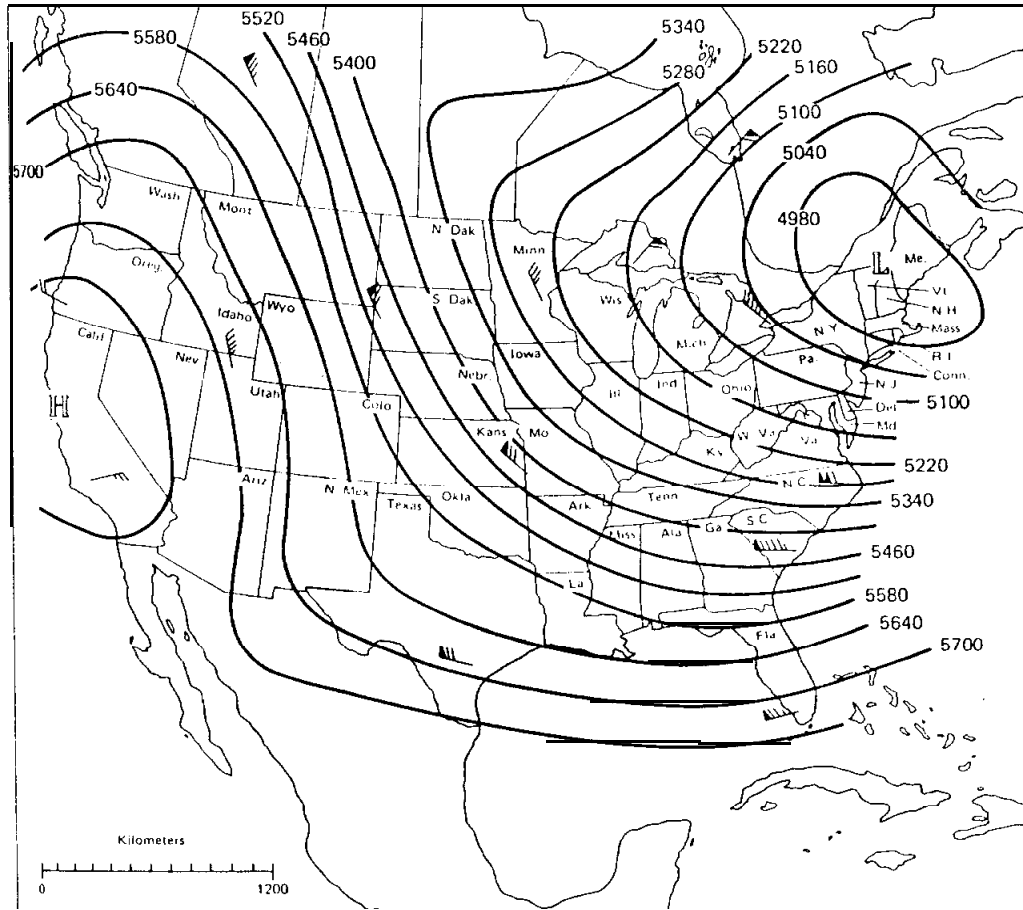 5520
5580
5460
5340
5220
5400
5280
5160
5640
5100
5700
5040
Wash
Mont
4980
N Dak
Minn
L
Me.
Oreg.
Vt
S Dak
Wis
N H
Idaho
Wyo
N Y
Mass
Calif
Mich
R I
Nev
Iowa
Pa.
Conn.
Nebr.
Ohio
N J
Utah
Ind
Ill
5100
H
Colo
Del
Md
Kans
Mo
W Va
Va
Ky
5220
Ariz
N C
N Mex
Okla
Tenn
5340
Texas
Ark
S C
Miss
Ala
Ga
5460
La
5580
5640
Fla
5700
Kilometers
0
1200